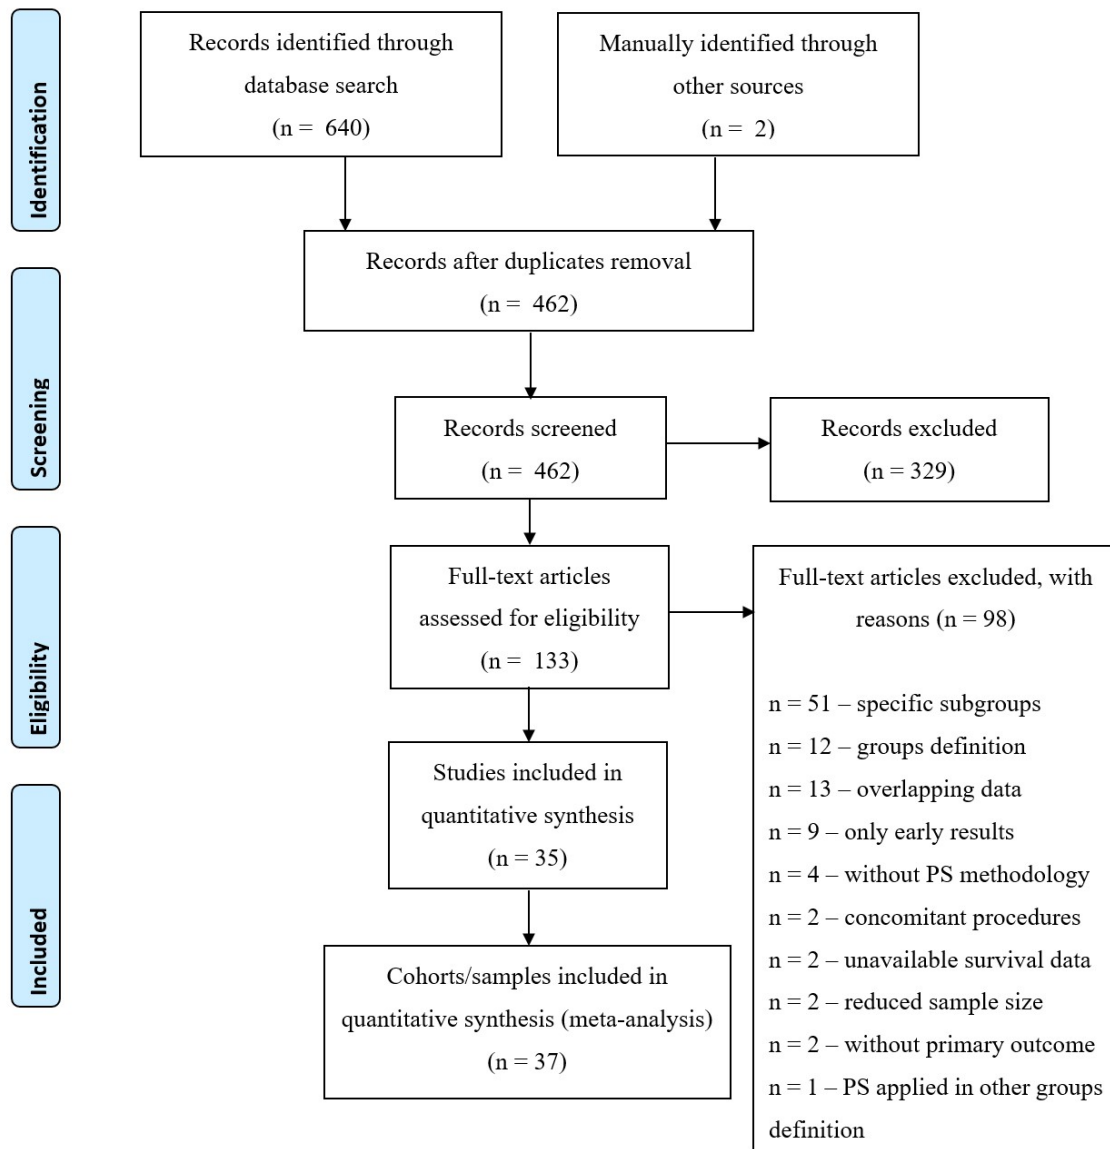 Identification
Records identified through
database search
(n = 640)
Manually identified through
other sources
(n = 2)
Records after duplicates removal
(n = 462)
Screening
Records screened
(n = 462)
Records excluded
(n = 329)
Eligibility
Full-text articles
assessed for eligibility
(n = 133)
Full-text articles excluded, with
reasons (n = 98)
n = 51 – specific subgroups
n = 12 – groups definition
n = 13 – overlapping data
n = 9 – only early results
n = 4 – without PS methodology
n = 2 – concomitant procedures
n = 2 – unavailable survival data
n = 2 – reduced sample size
n = 2 – without primary outcome
n = 1 – PS applied in other groups
definition
Studies included in
quantitative synthesis
(n = 35)
Included
Cohorts/samples included in
quantitative synthesis (meta-analysis)
(n = 37)